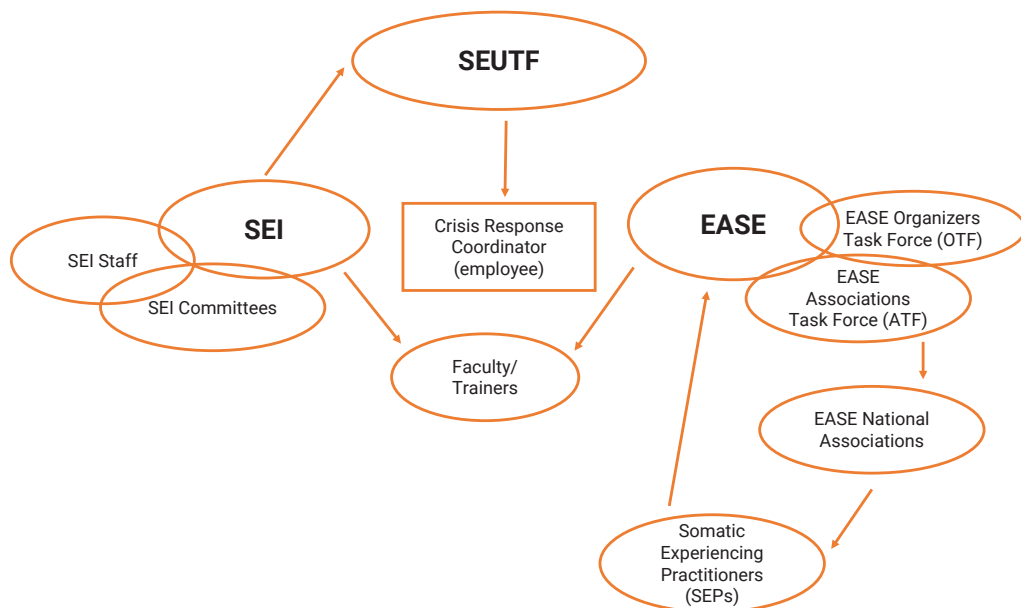 SEUTF
SEI
SEI Staff
SEI Committees
Crisis Response
Coordinator
(employee)
EASE
EASE Organizers
Task Force (OTF)
EASE
Associations
Task Force (ATF)
Faculty/
Trainers
EASE National
Associations
Somatic
Experiencing
Practitioners
(SEPs)